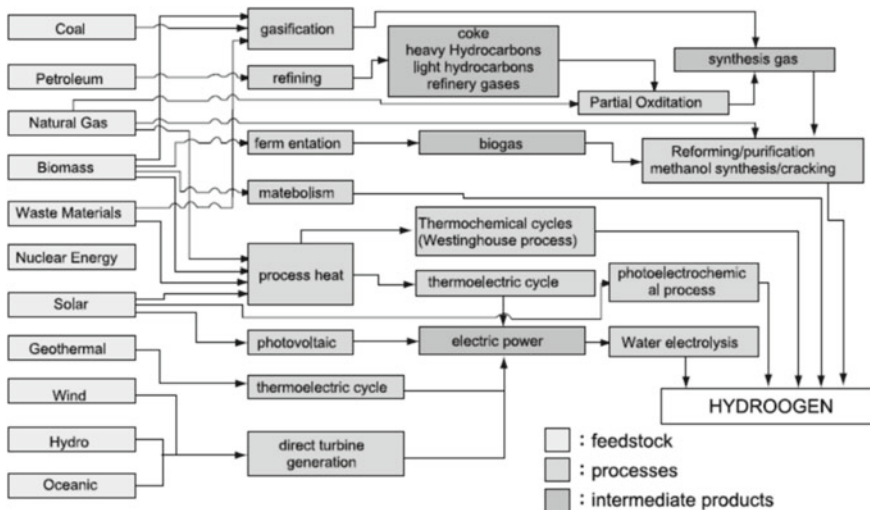 Coal
Petroleum
Natural Gas
Biomass
Waste Materials
Nuclear Energy
Solar
Geothermal
Wind
Hydro
Oceanic
gasification
refining
ferm entation
matebolism
process heat
photovoltaic
thermoelectric cycle
direct turbine
generation
coke
heavy Hydrocarbons
light hydrocarbons
refinery gases
biogas
Thermochemical cycles
(Westinghouse process)
thermoelectric cycle
electric power
Partial Oxditation
synthesis gas
Reforming/purification
methanol synthesis/cracking
photoelectrochemic
al process
Water electrolysis
HYDROOGEN
: feedstock
: processes
: intermediate products